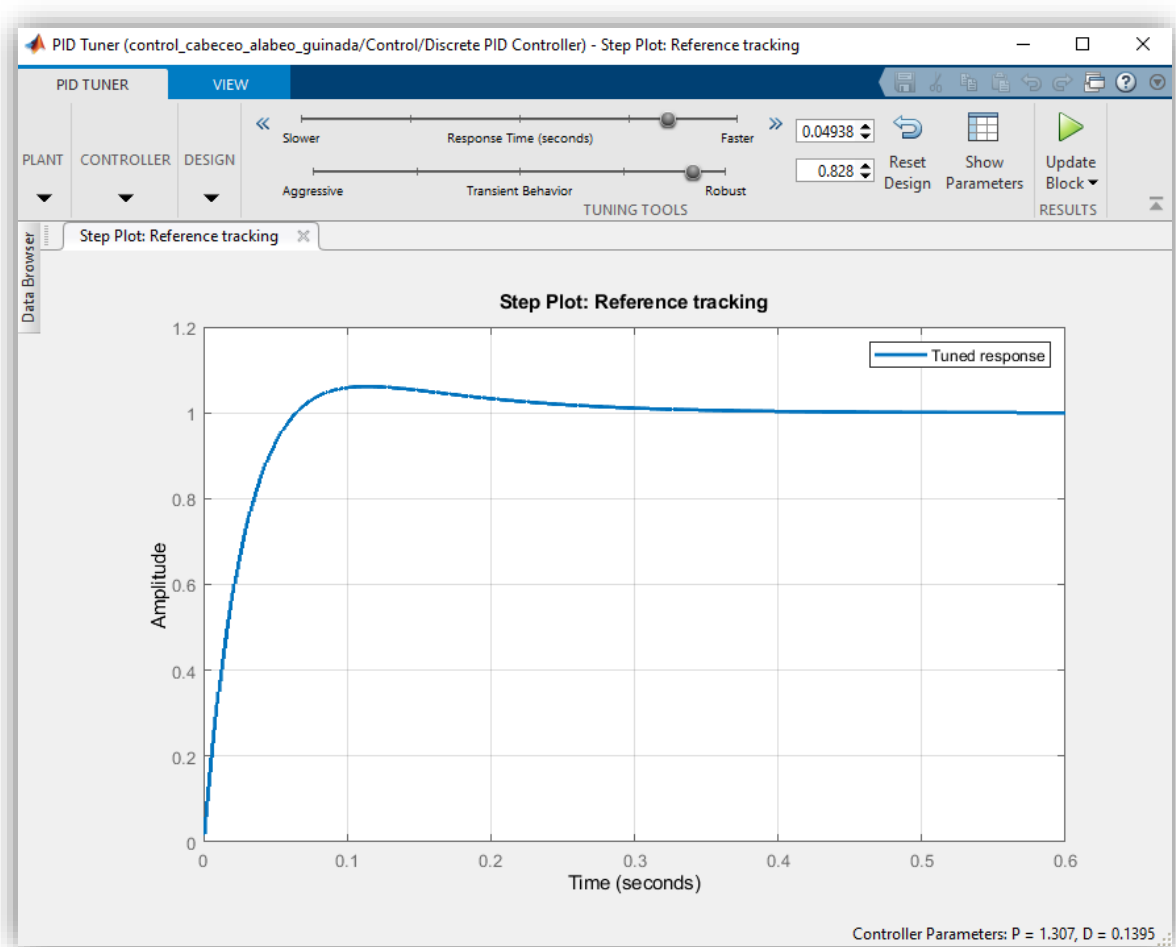 PID Tuner (control_cabeceo_alabeo_guinada/Control/Discrete PID Controller) - Step Plot: Reference tracking
PID TUNER VIEW
PLANT CONTROLLER DESIGN
Slower Response Time (seconds) Faster 0.04938
Aggressive Transient Behavior Robust 0.828
Reset Design
Show Parameters
Update Block
TUNING TOOLS RESULTS
Data Browser
Step Plot: Reference tracking
Step Plot: Reference tracking
Tuned response
Amplitude
1.2
1
0.8
0.6
0.4
0.2
0
0 0.1 0.2 0.3 0.4 0.5 0.6
Time (seconds)
Controller Parameters: P = 1.307, D = 0.1395